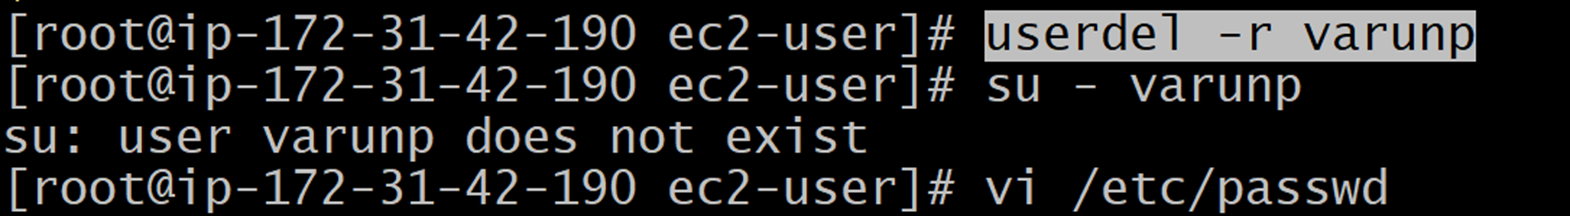 [root@ip-172-31-42-190 ec2-user]# userdel -r varunp
[root@ip-172-31-42-190 ec2-user]# su - varunp
su: user varunp does not exist
[root@ip-172-31-42-190 ec2-user]# vi /etc/passwd